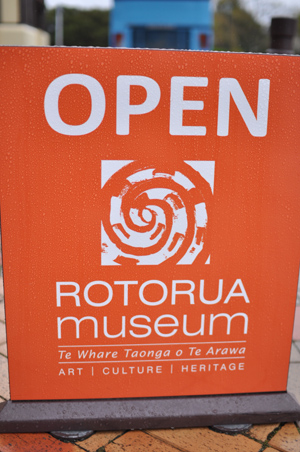 OPEN
ROTORUA
museum
Te Whare Taonga o Te Arawa
ART | CULTURE | HERITAGE